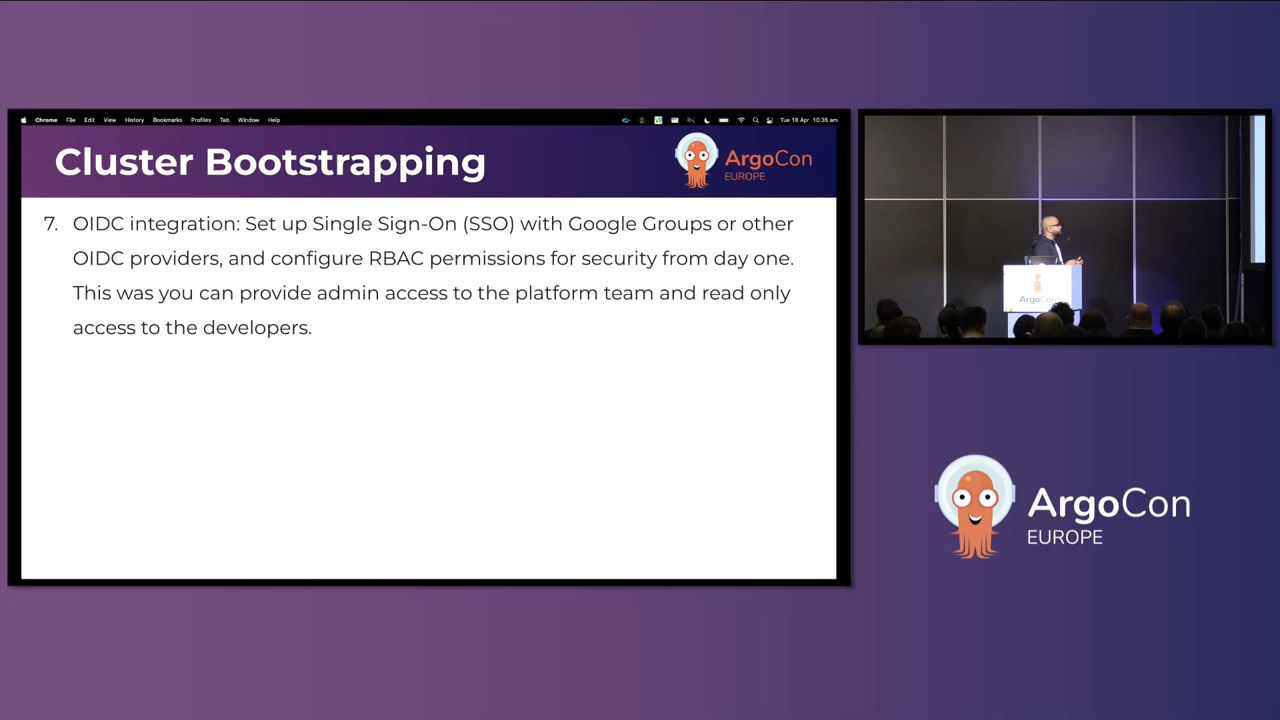 Chrome File Edit View History Bookmarks Profiles Tab Window Help Tue 18 Apr 10:36 am
Cluster Bootstrapping
ArgoCon
EUROPE
7. OIDC integration: Set up Single Sign-On (SSO) with Google Groups or other
OIDC providers, and configure RBAC permissions for security from day one.
This was you can provide admin access to the platform team and read only
access to the developers.
ArgoCon
ArgoCon
EUROPE